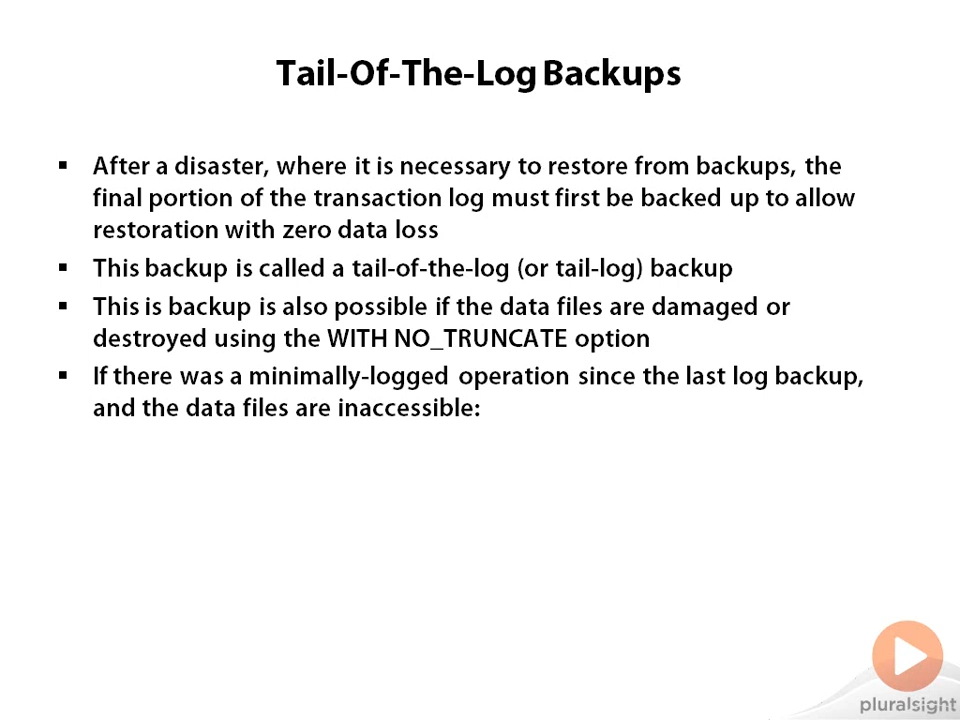 Tail-Of-The-Log Backups
▪ After a disaster, where it is necessary to restore from backups, the
final portion of the transaction log must first be backed up to allow
restoration with zero data loss
▪ This backup is called a tail-of-the-log (or tail-log) backup
▪ This is backup is also possible if the data files are damaged or
destroyed using the WITH NO_TRUNCATE option
▪ If there was a minimally-logged operation since the last log backup,
and the data files are inaccessible:
pluralsight